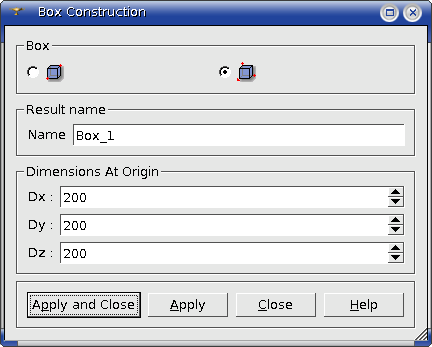 Box Construction
Box
Result name
Name Box_1
Dimensions At Origin
Dx : 200
Dy : 200
Dz : 200
Apply and Close Apply Close Help